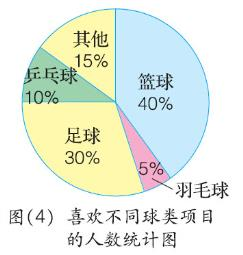 其他
15%
乒乓球
10%
篮球
40%
足球
30%
5%
羽毛球
图(4) 喜欢不同球类项目
的人数统计图